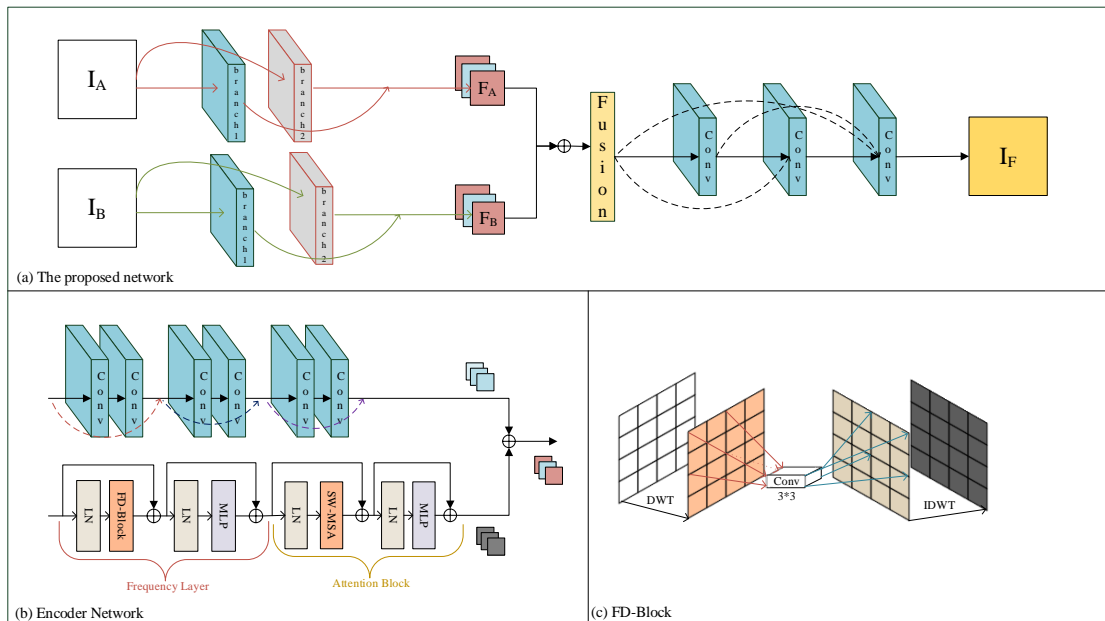 I_A
branch1
branch2
F_A
I_B
branch1
branch2
F_B
Fusion
Conv
Conv
Conv
I_F
(a) The proposed network
Conv
Conv
Conv
Conv
Conv
Conv
LN
FD-Block
LN
MLP
LN
SW-MSA
LN
MLP
Frequency Layer
Attention Block
(b) Encoder Network
DWT
Conv
3*3
IDWT
(c) FD-Block